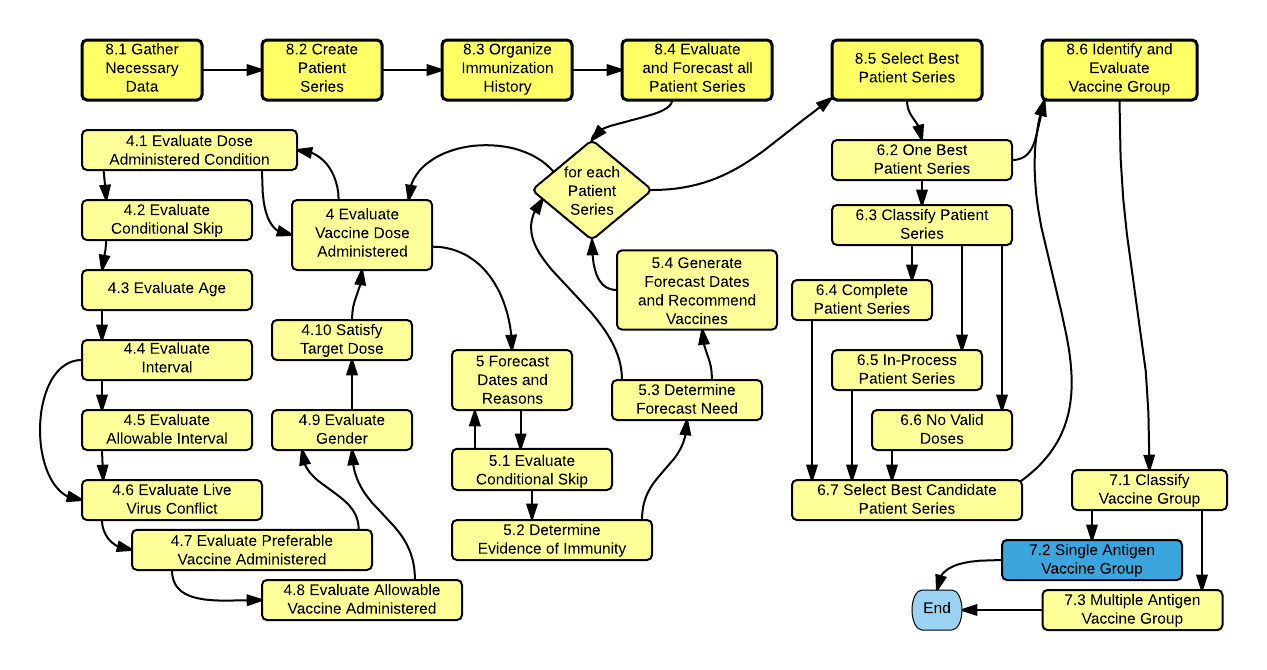 8.1 Gather
Necessary
Data
8.2 Create
Patient
Series
8.3 Organize
Immunization
History
8.4 Evaluate
and Forecast all
Patient Series
8.5 Select Best
Patient Series
8.6 Identify and
Evaluate
Vaccine Group
4.1 Evaluate Dose
Administered Condition
4.2 Evaluate
Conditional Skip
4.3 Evaluate Age
4.4 Evaluate
Interval
4.5 Evaluate
Allowable Interval
4.6 Evaluate Live
Virus Conflict
4.7 Evaluate Preferable
Vaccine Administered
4.8 Evaluate Allowable
Vaccine Administered
4.9 Evaluate
Gender
4.10 Satisfy
Target Dose
4 Evaluate
Vaccine Dose
Administered
for each
Patient
Series
5 Forecast
Dates and
Reasons
5.1 Evaluate
Conditional Skip
5.2 Determine
Evidence of Immunity
5.3 Determine
Forecast Need
5.4 Generate
Forecast Dates
and Recommend
Vaccines
6.2 One Best
Patient Series
6.3 Classify Patient
Series
6.4 Complete
Patient Series
6.5 In-Process
Patient Series
6.6 No Valid
Doses
6.7 Select Best Candidate
Patient Series
7.1 Classify
Vaccine Group
7.2 Single Antigen
Vaccine Group
7.3 Multiple Antigen
Vaccine Group
End